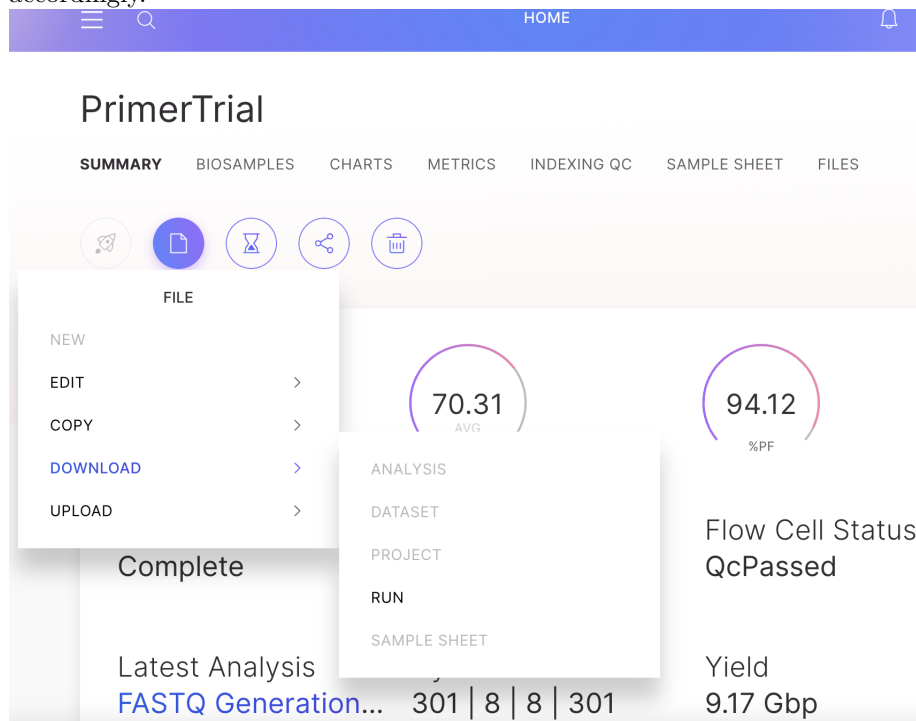 accordingly.
HOME
PrimerTrial
SUMMARY BIOSAMPLES CHARTS METRICS INDEXING QC SAMPLE SHEET FILES
FILE
NEW
EDIT
COPY
DOWNLOAD
UPLOAD
70.31
AVG
94.12
%PF
ANALYSIS
DATASET
PROJECT
RUN
SAMPLE SHEET
Complete
Flow Cell Status
QcPassed
Latest Analysis
FASTQ Generation...
301 | 8 | 8 | 301
Yield
9.17 Gbp